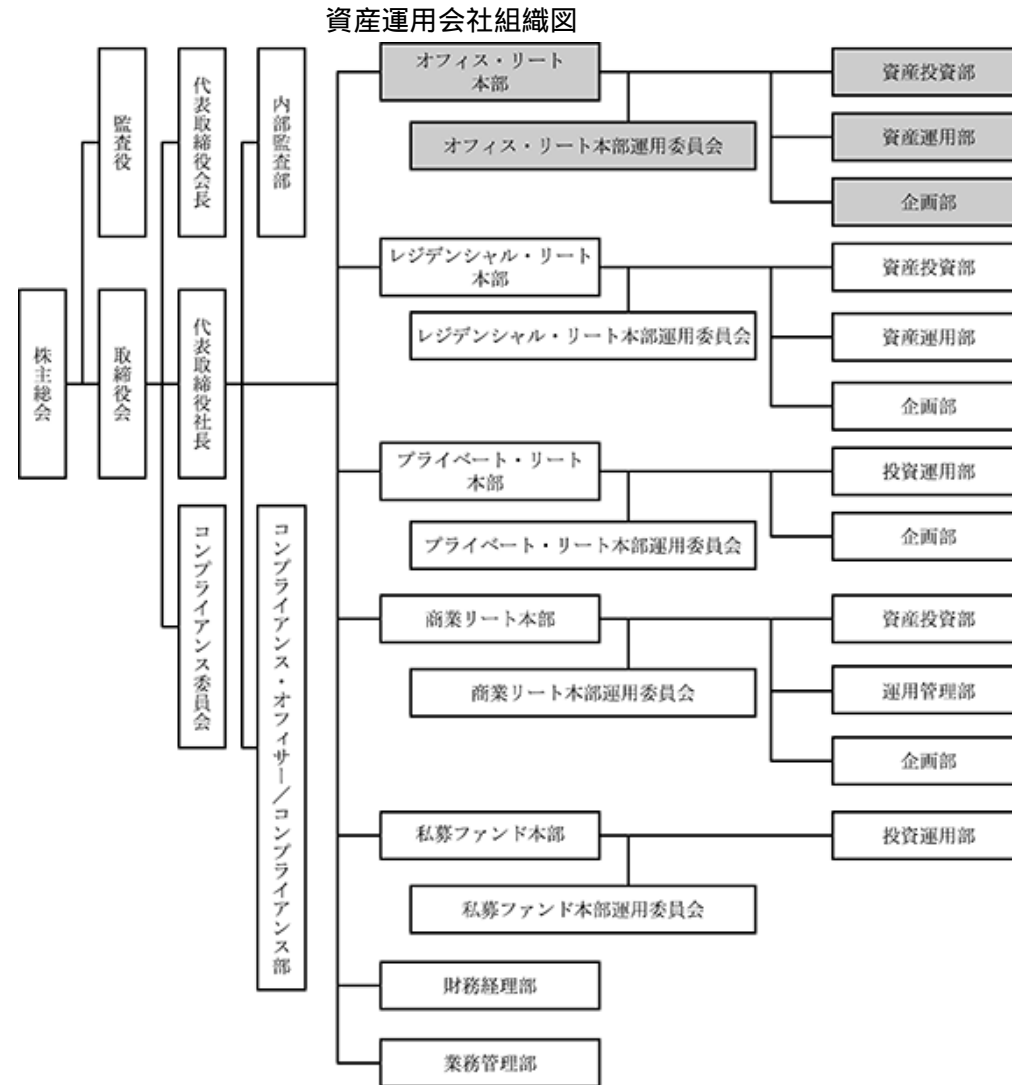 資産運用会社組織図
株主総会
監査役
取締役会
代表取締役会長
代表取締役社長
コンプライアンス委員会
内部監査部
コンプライアンス・オフィサー／コンプライアンス部
オフィス・リート
本部
オフィス・リート本部運用委員会
資産投資部
資産運用部
企画部
レジデンシャル・リート
本部
レジデンシャル・リート本部運用委員会
資産投資部
資産運用部
企画部
プライベート・リート
本部
プライベート・リート本部運用委員会
投資運用部
企画部
商業リート本部
商業リート本部運用委員会
資産投資部
運用管理部
企画部
私募ファンド本部
私募ファンド本部運用委員会
投資運用部
財務経理部
業務管理部